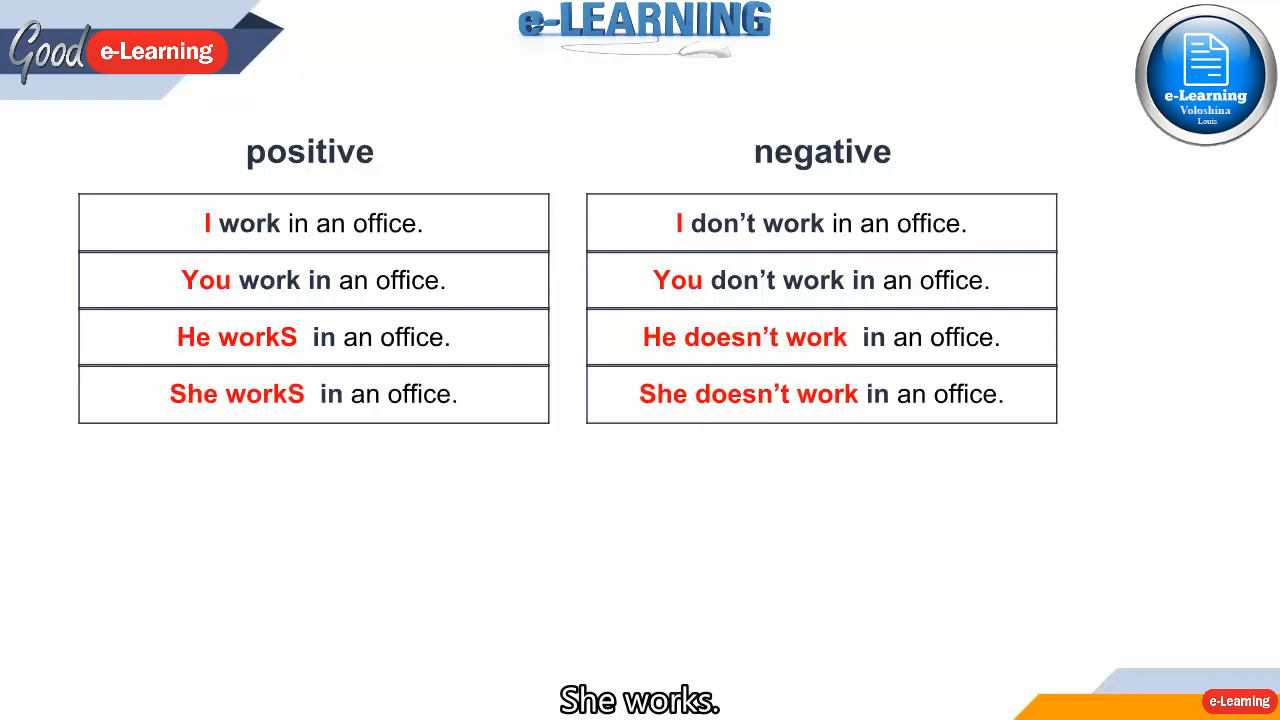 Good e-Learning
e-LEARNING
e-Learning
Voloshina
Louis
positive
negative
I work in an office.
I don’t work in an office.
You work in an office.
You don’t work in an office.
He workS in an office.
He doesn’t work in an office.
She workS in an office.
She doesn’t work in an office.
She works.
e-Learning